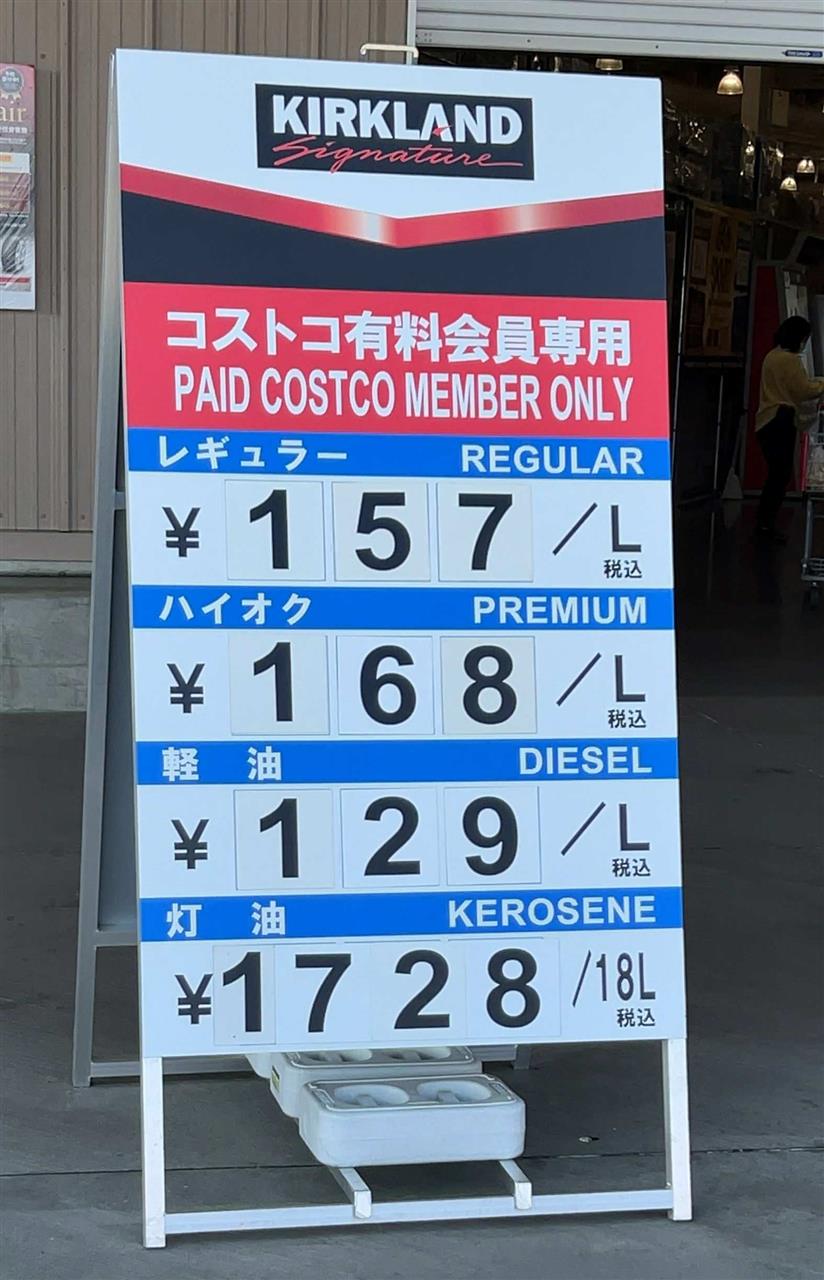 KIRKLAND
Signature
コストコ有料会員専用
PAID COSTCO MEMBER ONLY
レギュラー REGULAR
¥ 157 /L
税込
ハイオク PREMIUM
¥ 168 /L
税込
軽 油 DIESEL
¥ 129 /L
税込
灯 油 KEROSENE
¥1728 /18L
税込